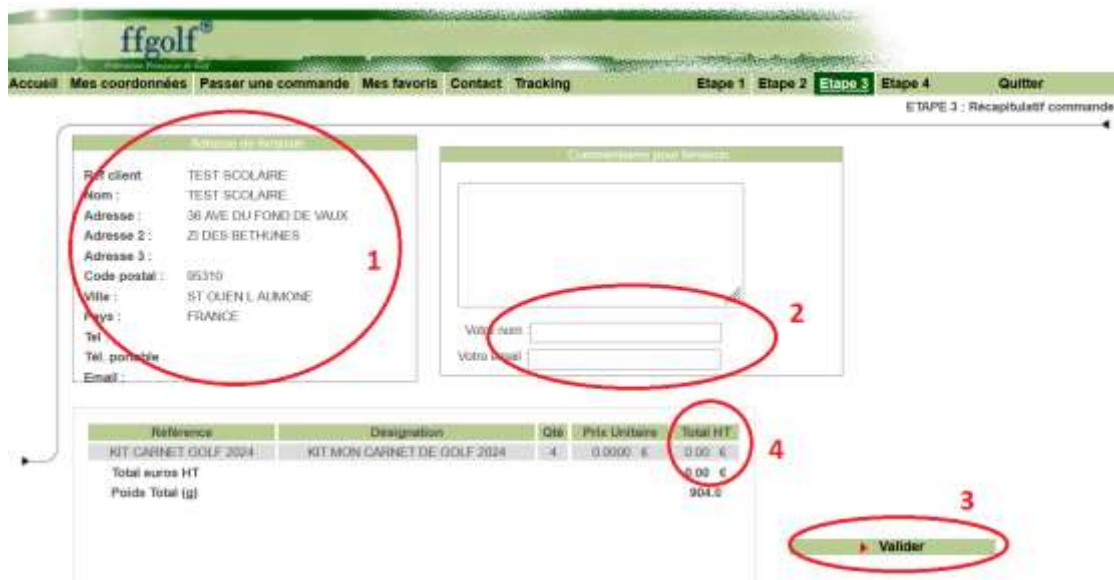 ffgolf®
Accueil Mes coordonnées Passer une commande Mes favoris Contact Tracking Etape 1 Etape 2 Etape 3 Etape 4 Quitter
ETAPE 3 : Récapitulatif commande
Adresse de livraison
Réf client TEST SCOLAIRE
Nom : TEST SCOLAIRE
Adresse : 36 AVE DU FOND DE VAUX
Adresse 2 : ZI DES BETHUNES
Adresse 3 :
Code postal : 95310
Ville : ST OUEN L AUMONE
Pays : FRANCE
Tel
Tél. portable
Email :
1
Commentaire pour livraison
Votre nom :
Votre email :
2
Référence Designation Qté Prix Unitaire Total HT
KIT CARNET GOLF 2024 KIT MON CARNET DE GOLF 2024 4 0.0000 € 0.00 €
Total euros HT 0.00 €
Poids Total (g) 904.0
4
3
Valider